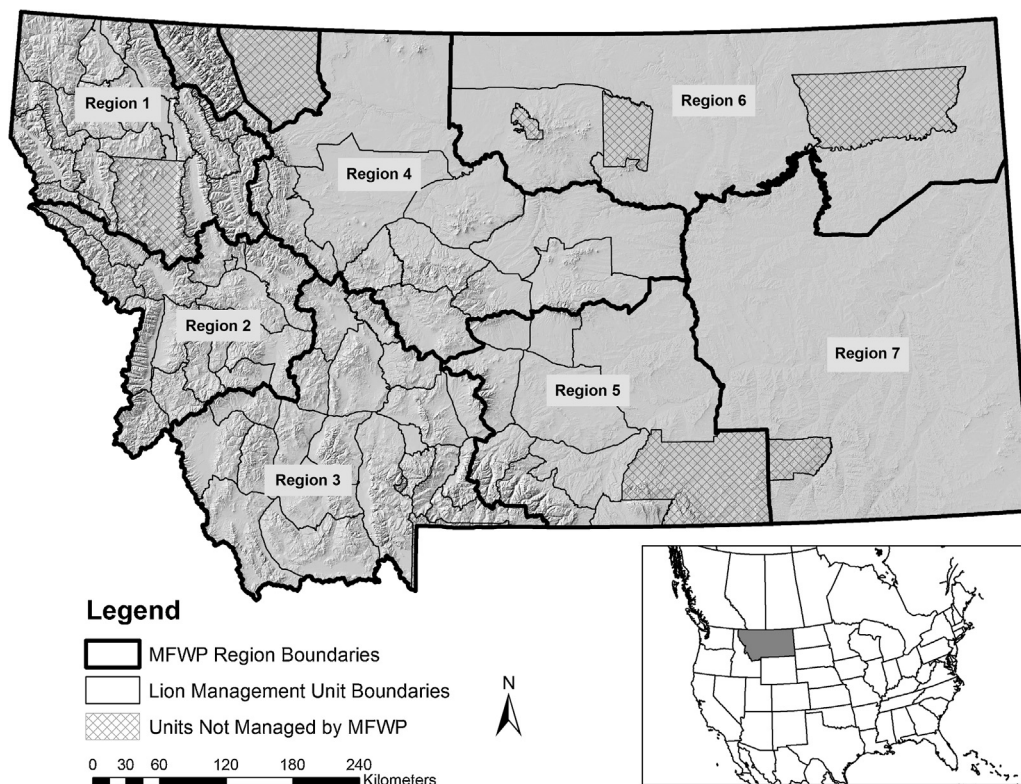 Region 1
Region 6
Region 4
Region 2
Region 7
Region 5
Region 3
Legend
MFWP Region Boundaries
Lion Management Unit Boundaries
Units Not Managed by MFWP
N
0 30 60 120 180 240
Kilometers